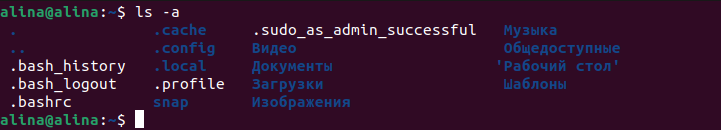 alina@alina:~$ ls -a
. .cache .sudo_as_admin_successful Музыка
.. .config Видео Общедоступные
.bash_history .local Документы 'Рабочий стол'
.bash_logout .profile Загрузки Шаблоны
.bashrc snap Изображения
alina@alina:~$